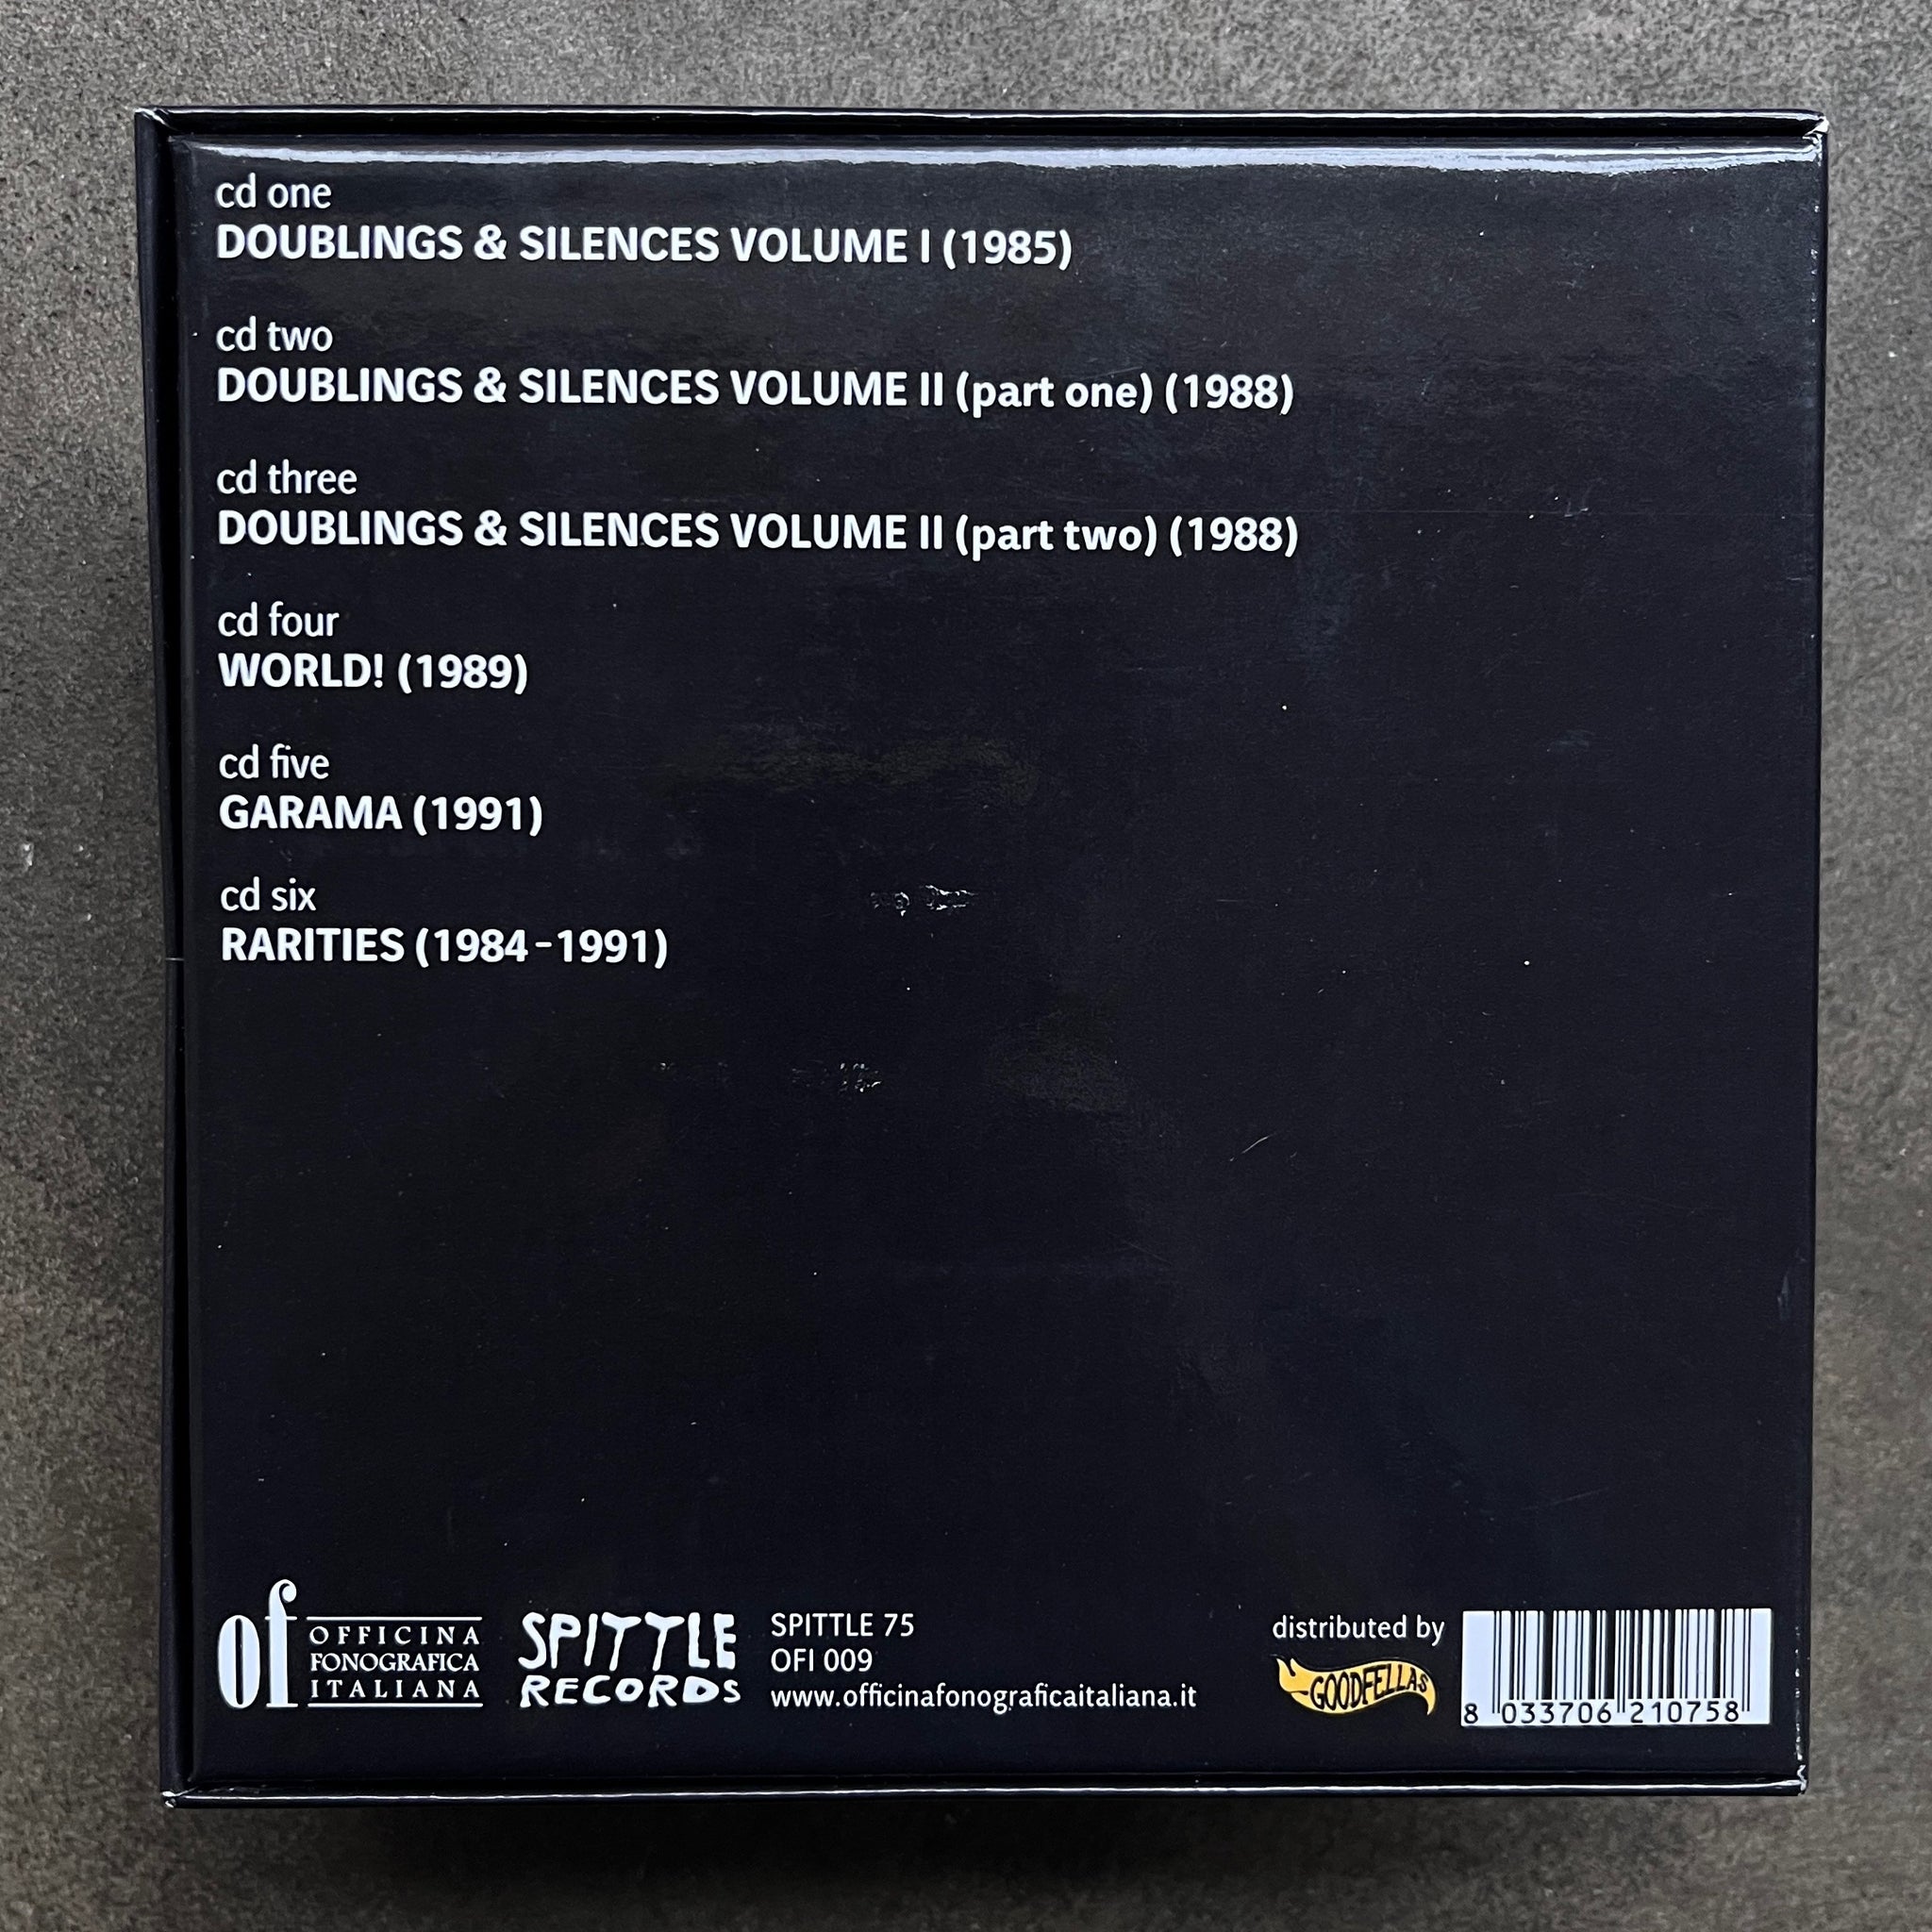 cd one
DOUBLINGS & SILENCES VOLUME I (1985)
cd two
DOUBLINGS & SILENCES VOLUME II (part one) (1988)
cd three
DOUBLINGS & SILENCES VOLUME II (part two) (1988)
cd four
WORLD! (1989)
cd five
GARAMA (1991)
cd six
RARITIES (1984-1991)
of
OFFICINA
FONOGRAFICA
ITALIANA
SPITTLE
RECORDS
SPITTLE 75
OFI 009
www.officinafonograficaitaliana.it
distributed by
GOODFELLAS
8 033706 210758